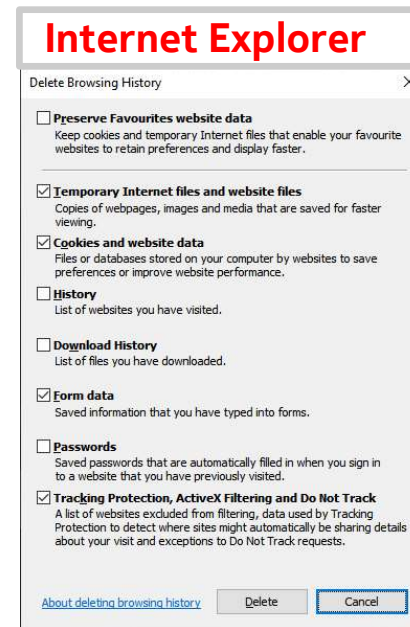 Internet Explorer
Delete Browsing History
Preserve Favourites website data
Keep cookies and temporary Internet files that enable your favourite
websites to retain preferences and display faster.
Temporary Internet files and website files
Copies of webpages, images and media that are saved for faster
viewing.
Cookies and website data
Files or databases stored on your computer by websites to save
preferences or improve website performance.
History
List of websites you have visited.
Download History
List of files you have downloaded.
Form data
Saved information that you have typed into forms.
Passwords
Saved passwords that are automatically filled in when you sign in
to a website that you have previously visited.
Tracking Protection, ActiveX Filtering and Do Not Track
A list of websites excluded from filtering, data used by Tracking
Protection to detect where sites might automatically be sharing details
about your visit and exceptions to Do Not Track requests.
About deleting browsing history Delete Cancel